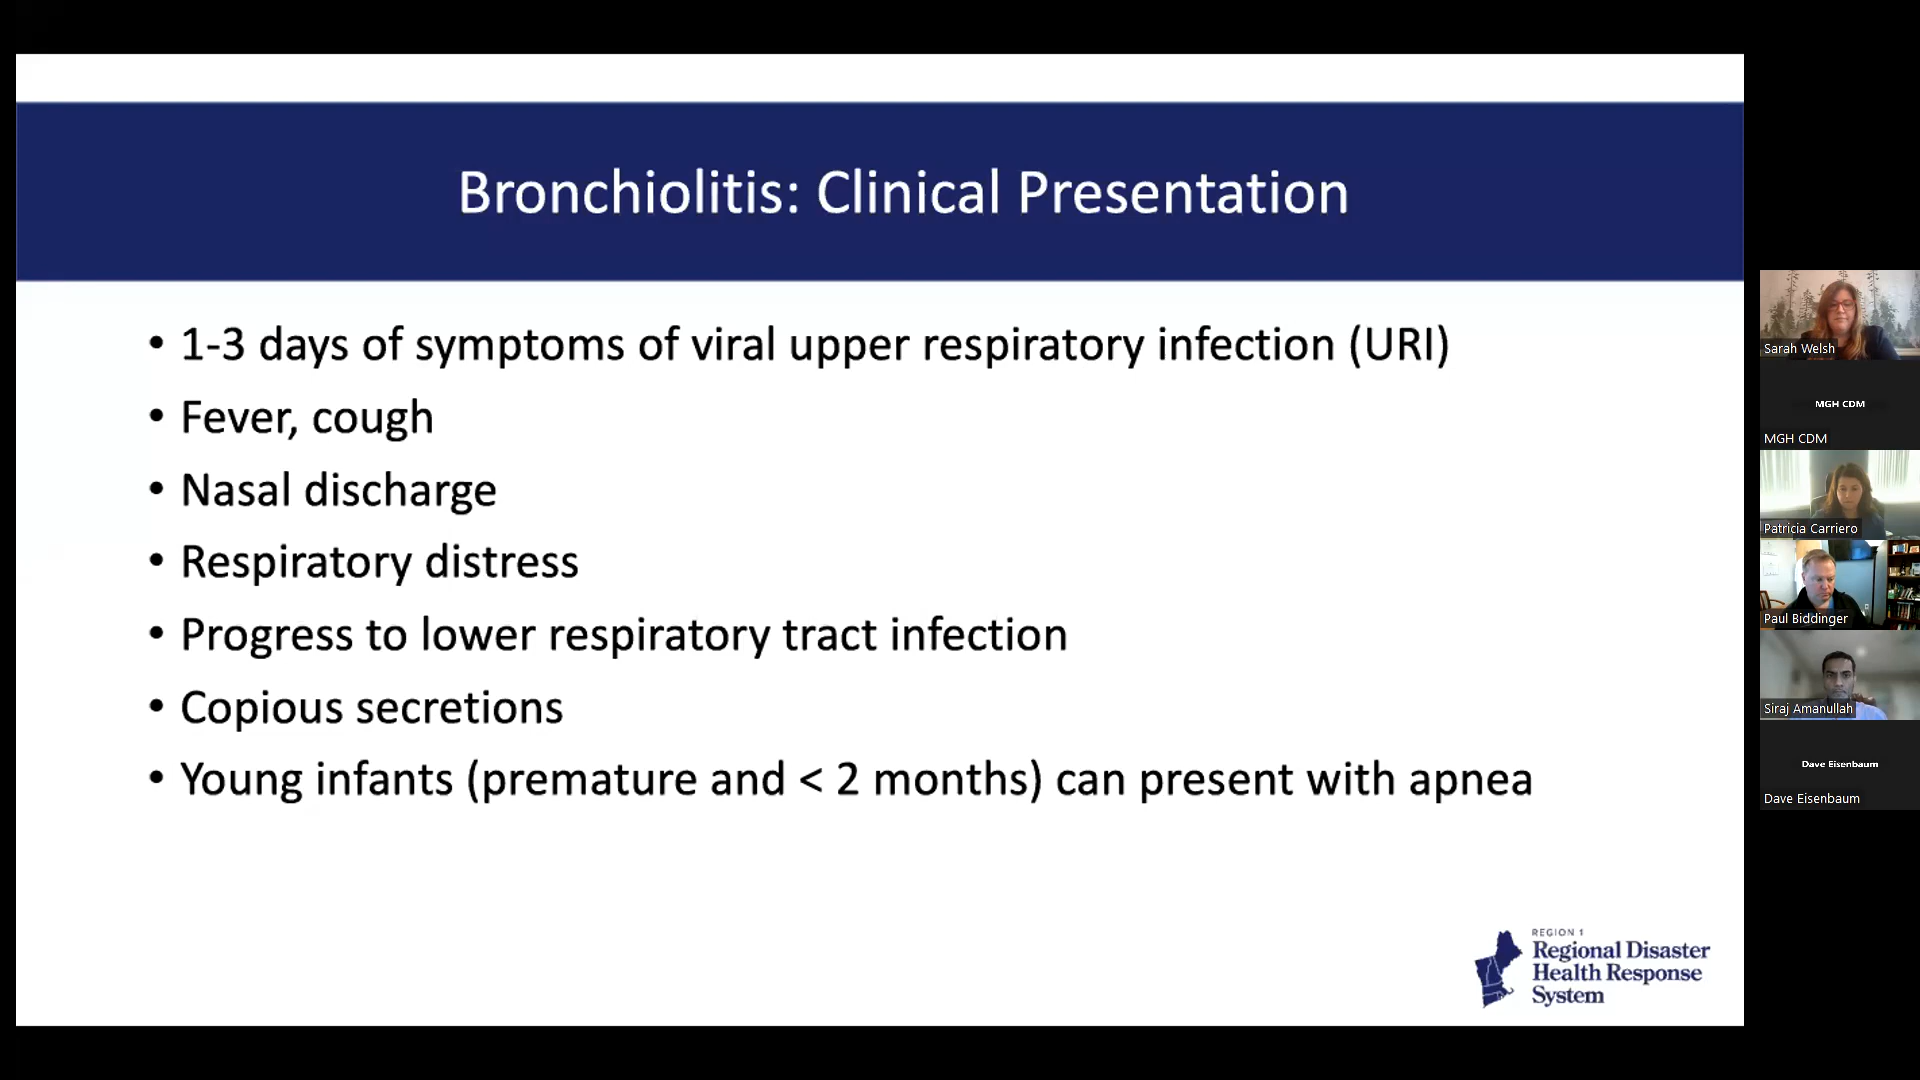 Bronchiolitis: Clinical Presentation
• 1-3 days of symptoms of viral upper respiratory infection (URI)
• Fever, cough
• Nasal discharge
• Respiratory distress
• Progress to lower respiratory tract infection
• Copious secretions
• Young infants (premature and < 2 months) can present with apnea
REGION 1
Regional Disaster
Health Response
System
Sarah Welsh
MGH CDM
MGH CDM
Patricia Carriero
Paul Biddinger
Siraj Amanullah
Dave Eisenbaum
Dave Eisenbaum